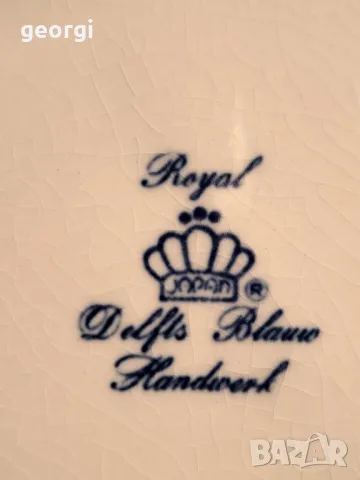 georgi
Royal
JAPAN ®
Delfts Blauw
Handwerk
BAZAR